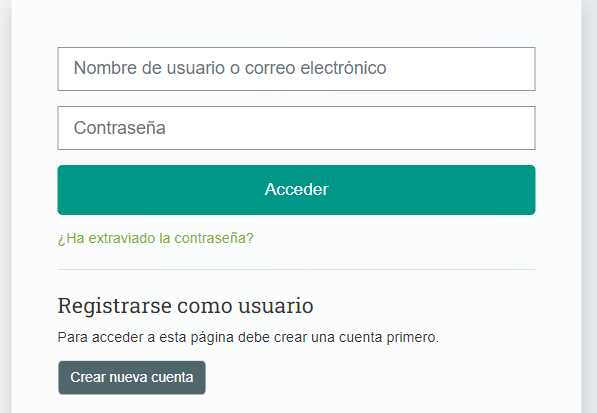 Nombre de usuario o correo electrónico
Contraseña
Acceder
¿Ha extraviado la contraseña?
Registrarse como usuario
Para acceder a esta página debe crear una cuenta primero.
Crear nueva cuenta